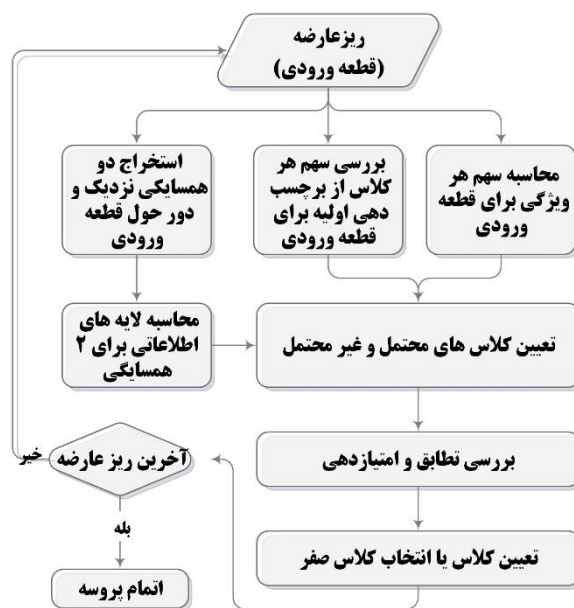 ریزعارضه
(قطعه ورودی)
محاسبه سهم هر
ویژگی برای قطعه
ورودی
بررسی سهم هر
کلاس از برچسب
دهی اولیه برای
قطعه ورودی
استخراج دو
همسایگی نزدیک و
دور حول قطعه
ورودی
محاسبه لایه های
اطلاعاتی برای ۲
همسایگی
تعیین کلاس های محتمل و غیر محتمل
بررسی تطابق و امتیازدهی
تعیین کلاس یا انتخاب کلاس صفر
آخرین ریز عارضه
خیر
بله
اتمام پروسه